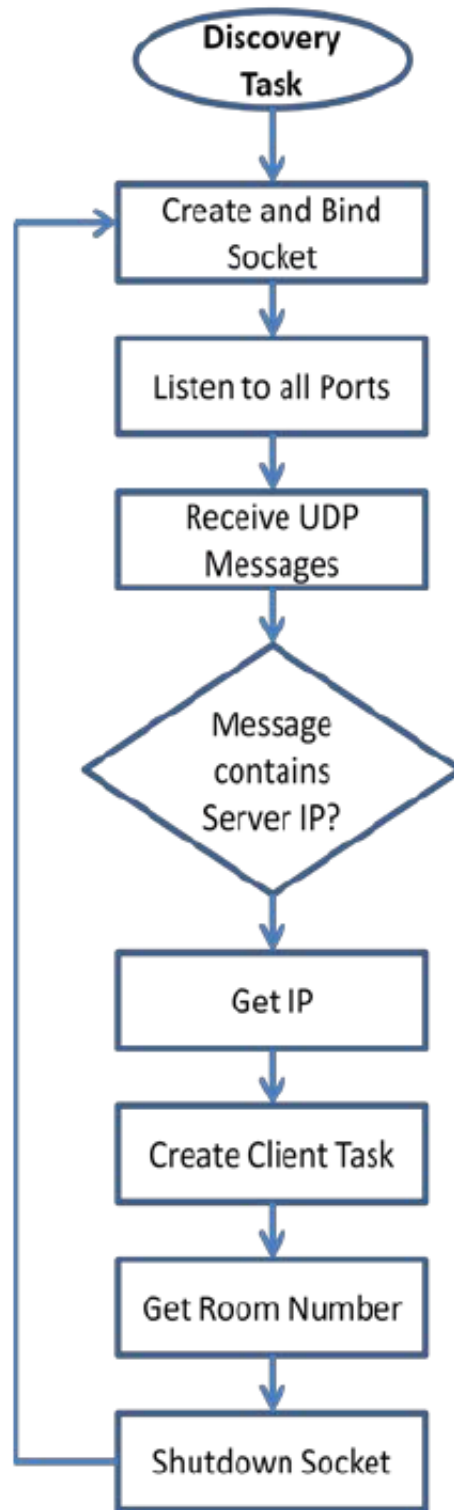 Discovery
Task
Create and Bind
Socket
Listen to all Ports
Receive UDP
Messages
Message
contains
Server IP?
Get IP
Create Client Task
Get Room Number
Shutdown Socket